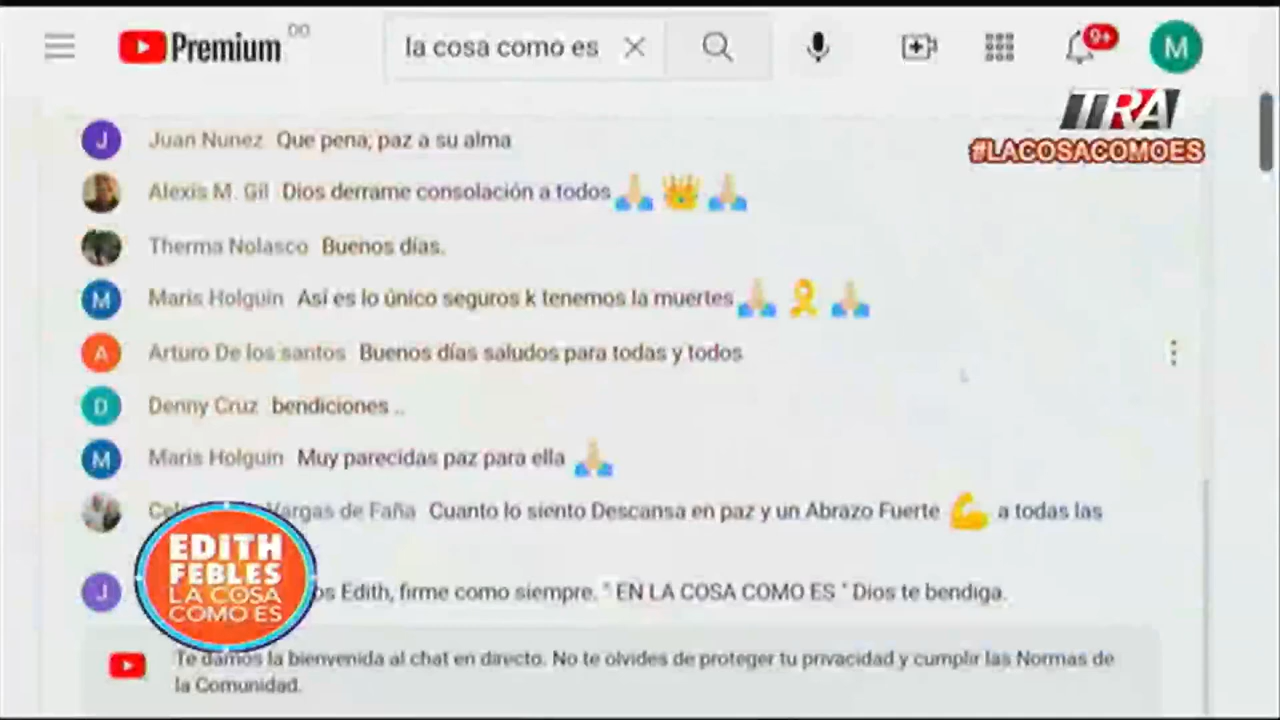 Premium DO
la cosa como es
9+
M
TRA
#LACOSACOMOES
J Juan Nunez Que pena, paz a su alma
Alexis M. Gil Dios derrame consolación a todos 🙏🏼 👑 🙏🏼
Therma Nolasco Buenos días.
M Maris Holguin Así es lo único seguros k tenemos la muertes 🙏🏼 🎗️ 🙏🏼
A Arturo De los santos Buenos días saludos para todas y todos
D Denny Cruz bendiciones ..
M Maris Holguin Muy parecidas paz para ella 🙏🏼
Vargas de Faña Cuanto lo siento Descansa en paz y un Abrazo Fuerte 💪 a todas las
J Edith, firme como siempre. " EN LA COSA COMO ES " Dios te bendiga.
EDITH
FEBLES
LA COSA
COMO ES
Te damos la bienvenida al chat en directo. No te olvides de proteger tu privacidad y cumplir las Normas de
la Comunidad.